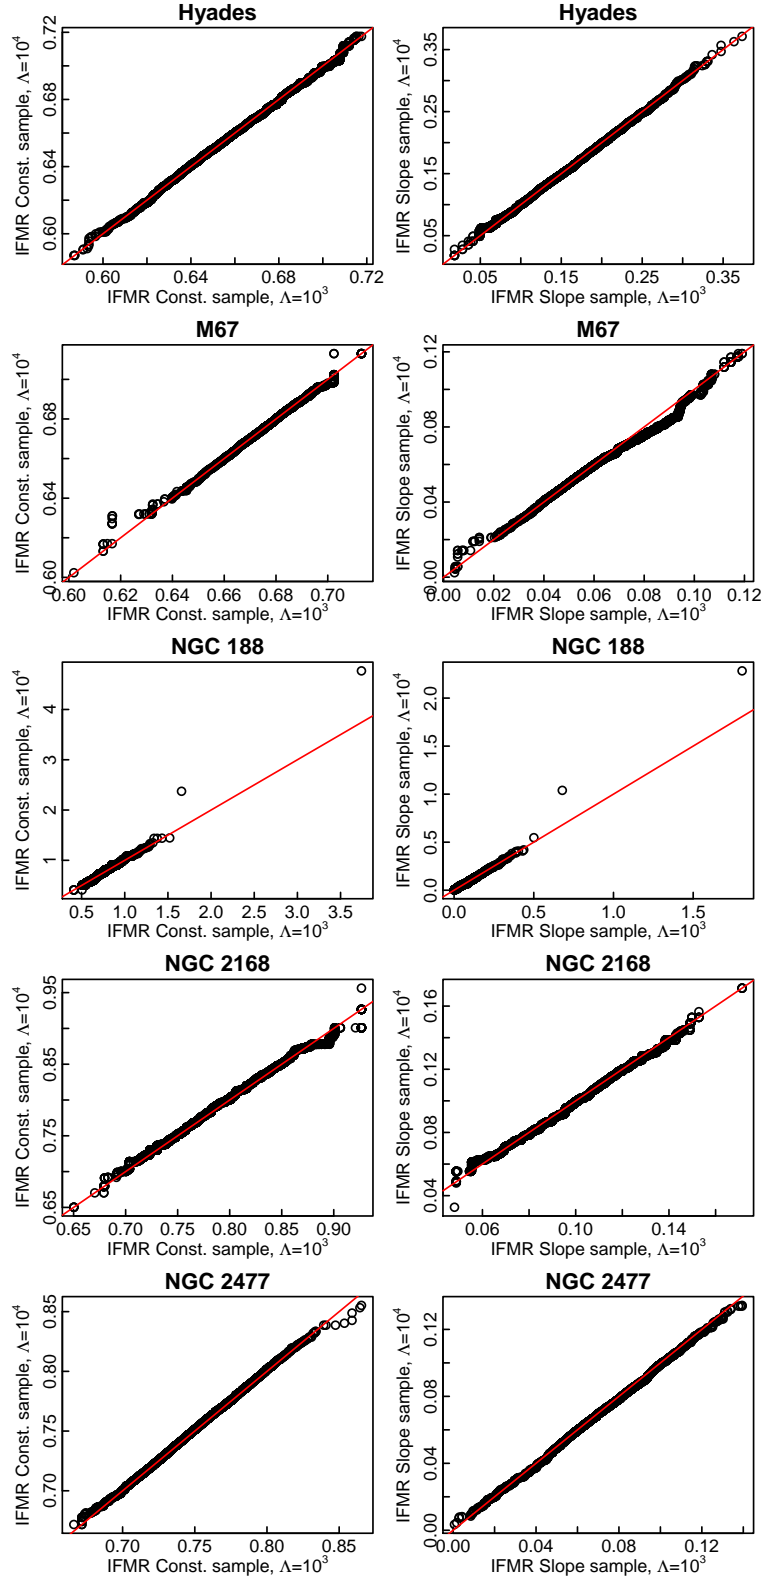 Hyades
Hyades
IFMR Const. sample, Λ=10⁴
0.60 0.64 0.68 0.72
0.60 0.64 0.68 0.72
IFMR Const. sample, Λ=10³
IFMR Slope sample, Λ=10⁴
0.05 0.15 0.25 0.35
0.05 0.15 0.25 0.35
IFMR Slope sample, Λ=10³
M67
M67
IFMR Const. sample, Λ=10⁴
0.60 0.64 0.68
0.60 0.62 0.64 0.66 0.68 0.70
IFMR Const. sample, Λ=10³
IFMR Slope sample, Λ=10⁴
0.00 0.04 0.08 0.12
0.00 0.02 0.04 0.06 0.08 0.10 0.12
IFMR Slope sample, Λ=10³
NGC 188
NGC 188
IFMR Const. sample, Λ=10⁴
1 2 3 4
0.5 1.0 1.5 2.0 2.5 3.0 3.5
IFMR Const. sample, Λ=10³
IFMR Slope sample, Λ=10⁴
0.0 0.5 1.0 1.5 2.0
0.0 0.5 1.0 1.5
IFMR Slope sample, Λ=10³
NGC 2168
NGC 2168
IFMR Const. sample, Λ=10⁴
0.65 0.75 0.85 0.95
0.65 0.70 0.75 0.80 0.85 0.90
IFMR Const. sample, Λ=10³
IFMR Slope sample, Λ=10⁴
0.04 0.08 0.12 0.16
0.06 0.10 0.14
IFMR Slope sample, Λ=10³
NGC 2477
NGC 2477
IFMR Const. sample, Λ=10⁴
0.70 0.75 0.80 0.85
0.70 0.75 0.80 0.85
IFMR Const. sample, Λ=10³
IFMR Slope sample, Λ=10⁴
0.00 0.04 0.08 0.12
0.00 0.04 0.08 0.12
IFMR Slope sample, Λ=10³